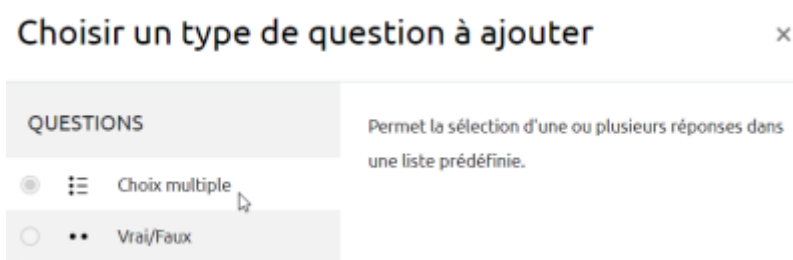 Choisir un type de question à ajouter
×
QUESTIONS
Permet la sélection d'une ou plusieurs réponses dans
une liste prédéfinie.
Choix multiple
Vrai/Faux